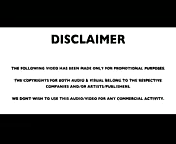 DISCLAIMER
THE FOLLOWING VIDEO HAS BEEN MADE ONLY FOR PROMOTIONAL PURPOSES.
THE COPYRIGHTS FOR BOTH AUDIO & VISUAL BELONG TO THE RESPECTIVE
COMPANIES AND/OR ARTISTS/PUBLISHERS.
WE DONT WISH TO USE THIS AUDIO/VIDEO FOR ANY COMMERCIAL ACTIVITY.